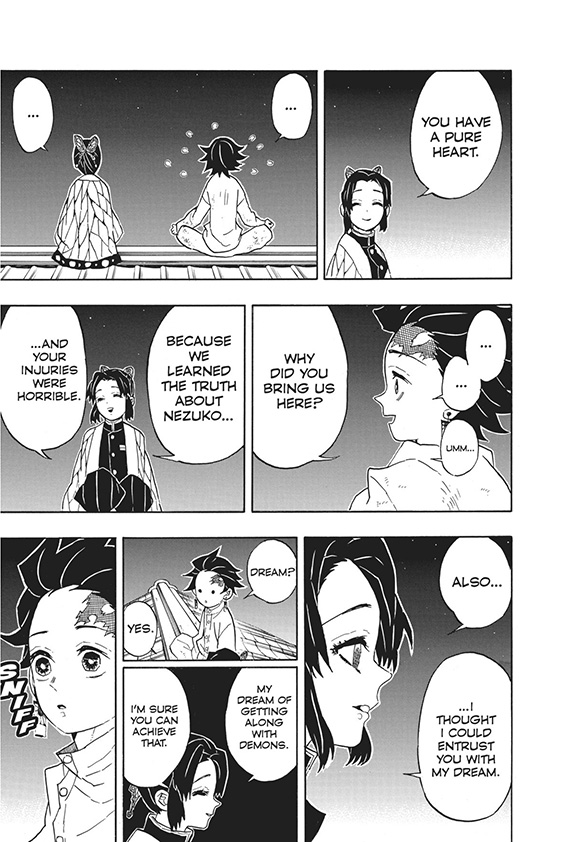 YOU HAVE
A PURE
HEART.
...
...
...
...
UMM...
WHY
DID YOU
BRING US
HERE?
BECAUSE
WE
LEARNED
THE TRUTH
ABOUT
NEZUKO...
...AND
YOUR
INJURIES
WERE
HORRIBLE.
ALSO...
...I
THOUGHT
I COULD
ENTRUST
YOU WITH
MY DREAM.
DREAM?
YES.
MY
DREAM OF
GETTING
ALONG
WITH
DEMONS.
I'M SURE
YOU CAN
ACHIEVE
THAT.
SNIFF